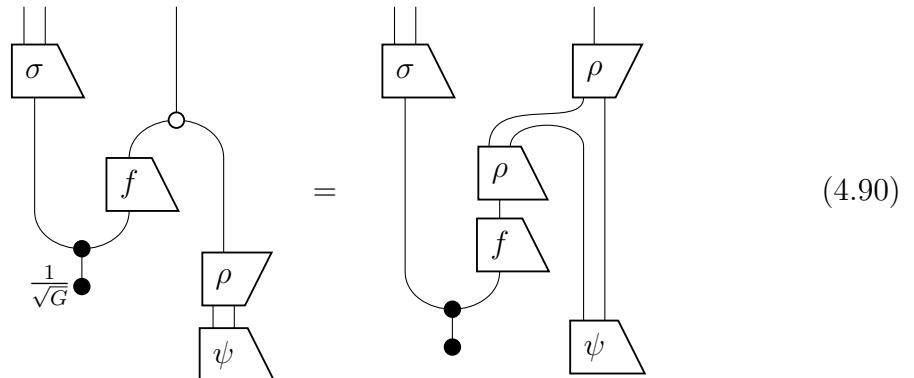 σ σ ρ
f ρ
= (4.90)
f
1/√G ρ
ψ ψ